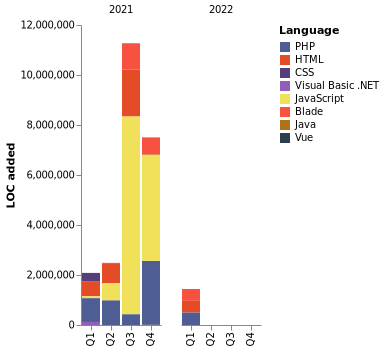 2021
2022
LOC added
12,000,000
10,000,000
8,000,000
6,000,000
4,000,000
2,000,000
0
Q1
Q2
Q3
Q4
Q1
Q2
Q3
Q4
Language
PHP
HTML
CSS
Visual Basic .NET
JavaScript
Blade
Java
Vue